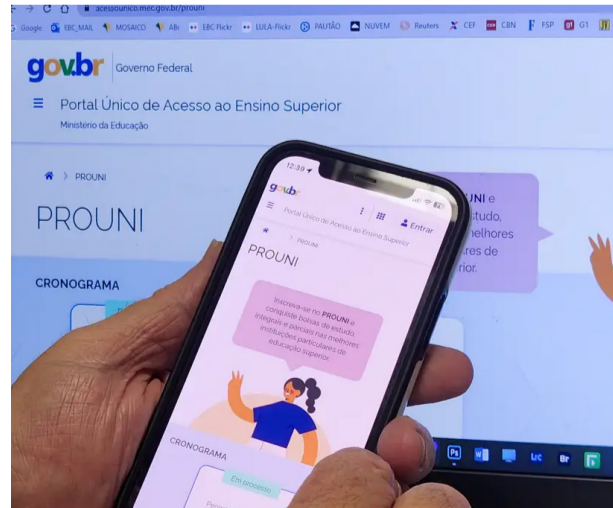 acessounico.mec.gov.br/prouni
Google EBC_MAIL MOSAICO ABr EBC Flickr LULA-Flickr PAUTÃO NUVEM Reuters CEF CBN FSP G1
gov.br Governo Federal
Portal Único de Acesso ao Ensino Superior
Ministério da Educação
PROUNI
PROUNI
CRONOGRAMA
UNI e
studo,
elhores
res de
rior.
12:39
gov.br
Entrar
Portal Único de Acesso ao Ensino Superior
PROUNI
PROUNI
Inscreva-se no PROUNI e
conquiste bolsas de estudo,
integrais e parciais nas melhores
instituições particulares de
educação superior.
CRONOGRAMA
Em processo
Ps W LrC Br